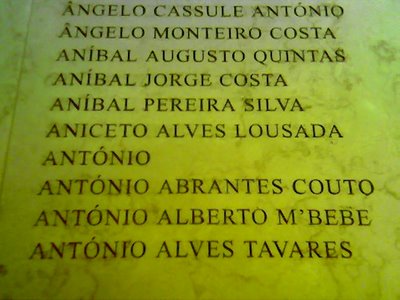 ÂNGELO CASSULE ANTÓNIO
ÂNGELO MONTEIRO COSTA
ANÍBAL AUGUSTO QUINTAS
ANÍBAL JORGE COSTA
ANÍBAL PEREIRA SILVA
ANICETO ALVES LOUSADA
ANTÓNIO
ANTÓNIO ABRANTES COUTO
ANTÓNIO ALBERTO M'BEBE
ANTÓNIO ALVES TAVARES